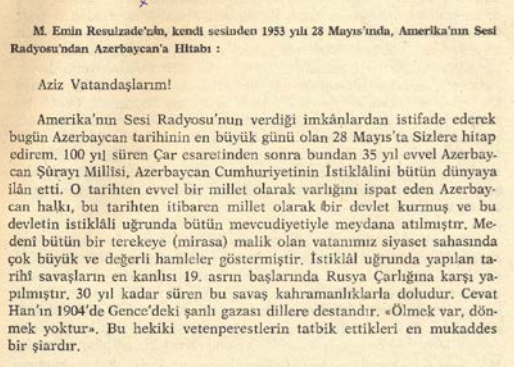 M. Emin Resulzade'nin, kendi sesinden 1953 yılı 28 Mayıs'ında, Amerika'nın Sesi
Radyosu'ndan Azerbaycan'a Hitabı :
Aziz Vatandaşlarım!
Amerika'nın Sesi Radyosu'nun verdiği imkânlardan istifade ederek
bugün Azerbaycan tarihinin en büyük günü olan 28 Mayıs'ta Sizlere hitap
edirem. 100 yıl süren Çar esaretinden sonra bundan 35 yıl evvel Azerbay-
can Şûrayı Millîsi, Azerbaycan Cumhuriyetinin İstiklâlini bütün dünyaya
ilân etti. O tarihten evvel bir millet olarak varlığını ispat eden Azerbay-
can halkı, bu tarihten itibaren millet olarak bir devlet kurmuş ve bu
devletin istiklâli uğrunda bütün mevcudiyetiyle meydana atılmıştır. Me-
denî bütün bir terekeye (mirasa) malik olan vatanımız siyaset sahasında
çok büyük ve değerli hamleler göstermiştir. İstiklâl uğrunda yapılan ta-
rihî savaşların en kanlısı 19. asrın başlarında Rusya Çarlığına karşı ya-
pılmıştır. 30 yıl kadar süren bu savaş kahramanlıklarla doludur. Cevat
Han'ın 1904'de Gence'deki şanlı gazası dillere destandır. «Ölmek var, dön-
mek yoktur». Bu hekiki vetenperestlerin tatbik ettikleri en mukaddes
bir şiardır.